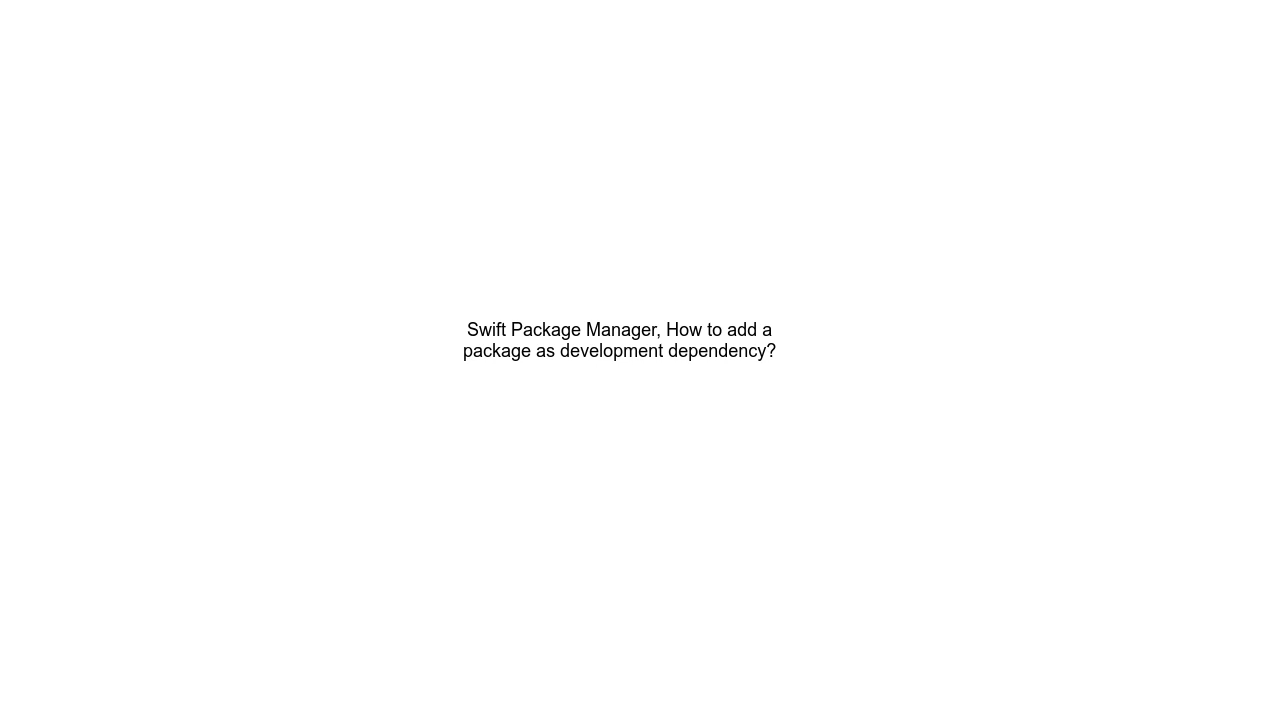 Swift Package Manager, How to add a
package as development dependency?